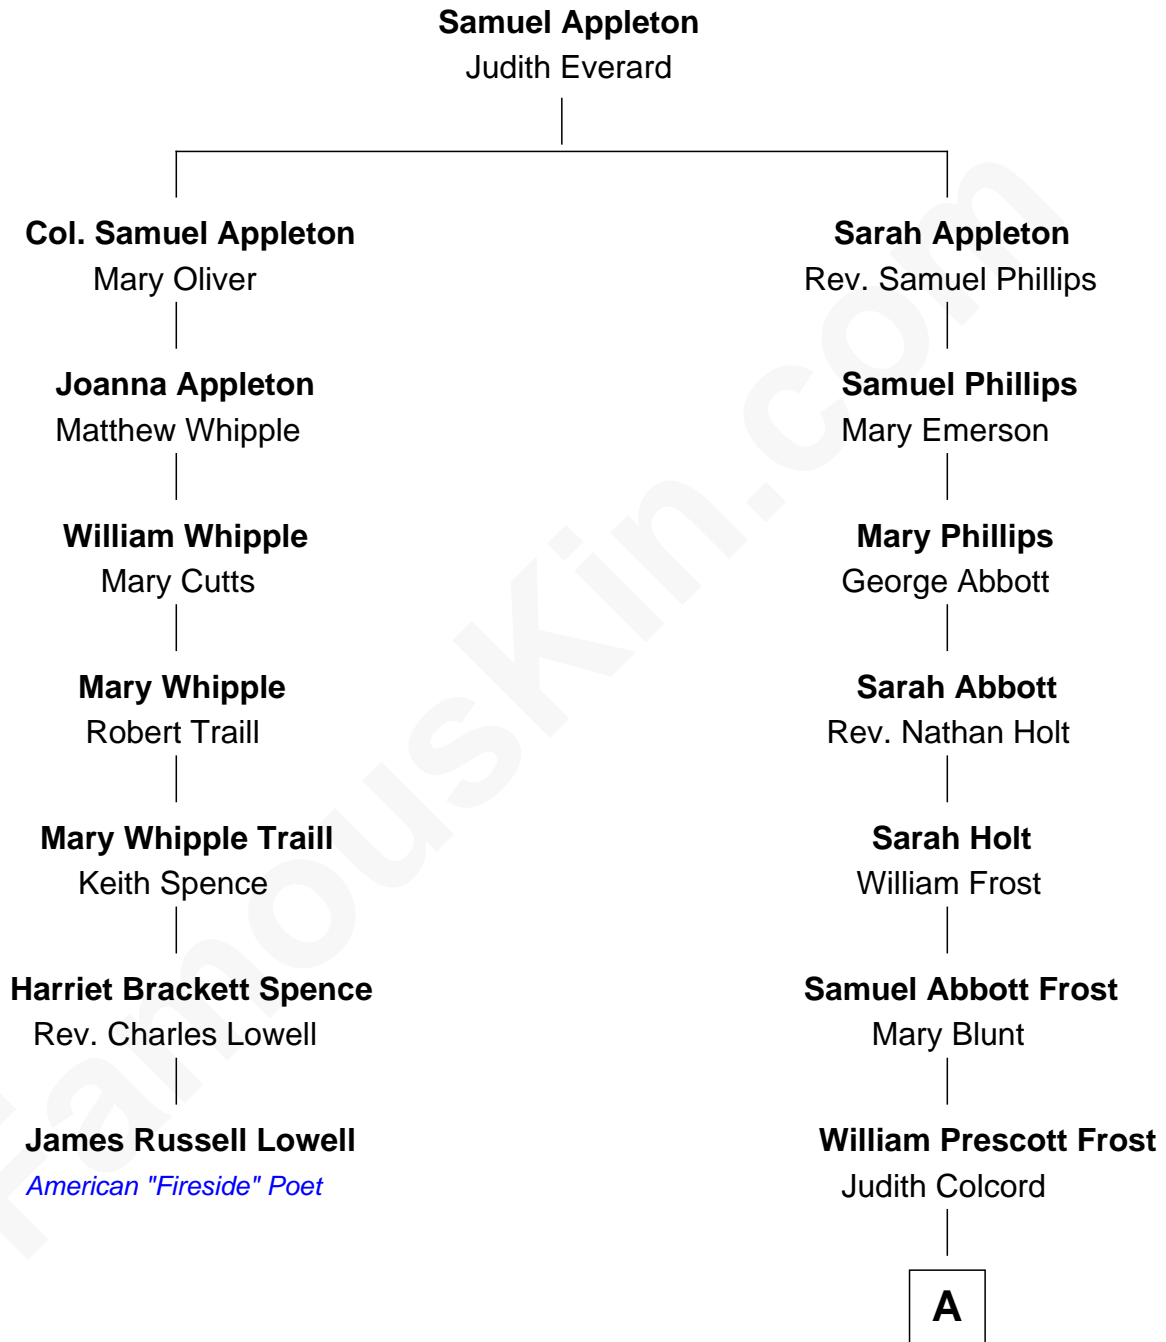 Samuel Appleton
Judith Everard
Col. Samuel Appleton
Mary Oliver
Joanna Appleton
Matthew Whipple
William Whipple
Mary Cutts
Mary Whipple
Robert Traill
Mary Whipple Traill
Keith Spence
Harriet Brackett Spence
Rev. Charles Lowell
James Russell Lowell
American "Fireside" Poet
Sarah Appleton
Rev. Samuel Phillips
Samuel Phillips
Mary Emerson
Mary Phillips
George Abbott
Sarah Abbott
Rev. Nathan Holt
Sarah Holt
William Frost
Samuel Abbott Frost
Mary Blunt
William Prescott Frost
Judith Colcord
A
FamousKin.com